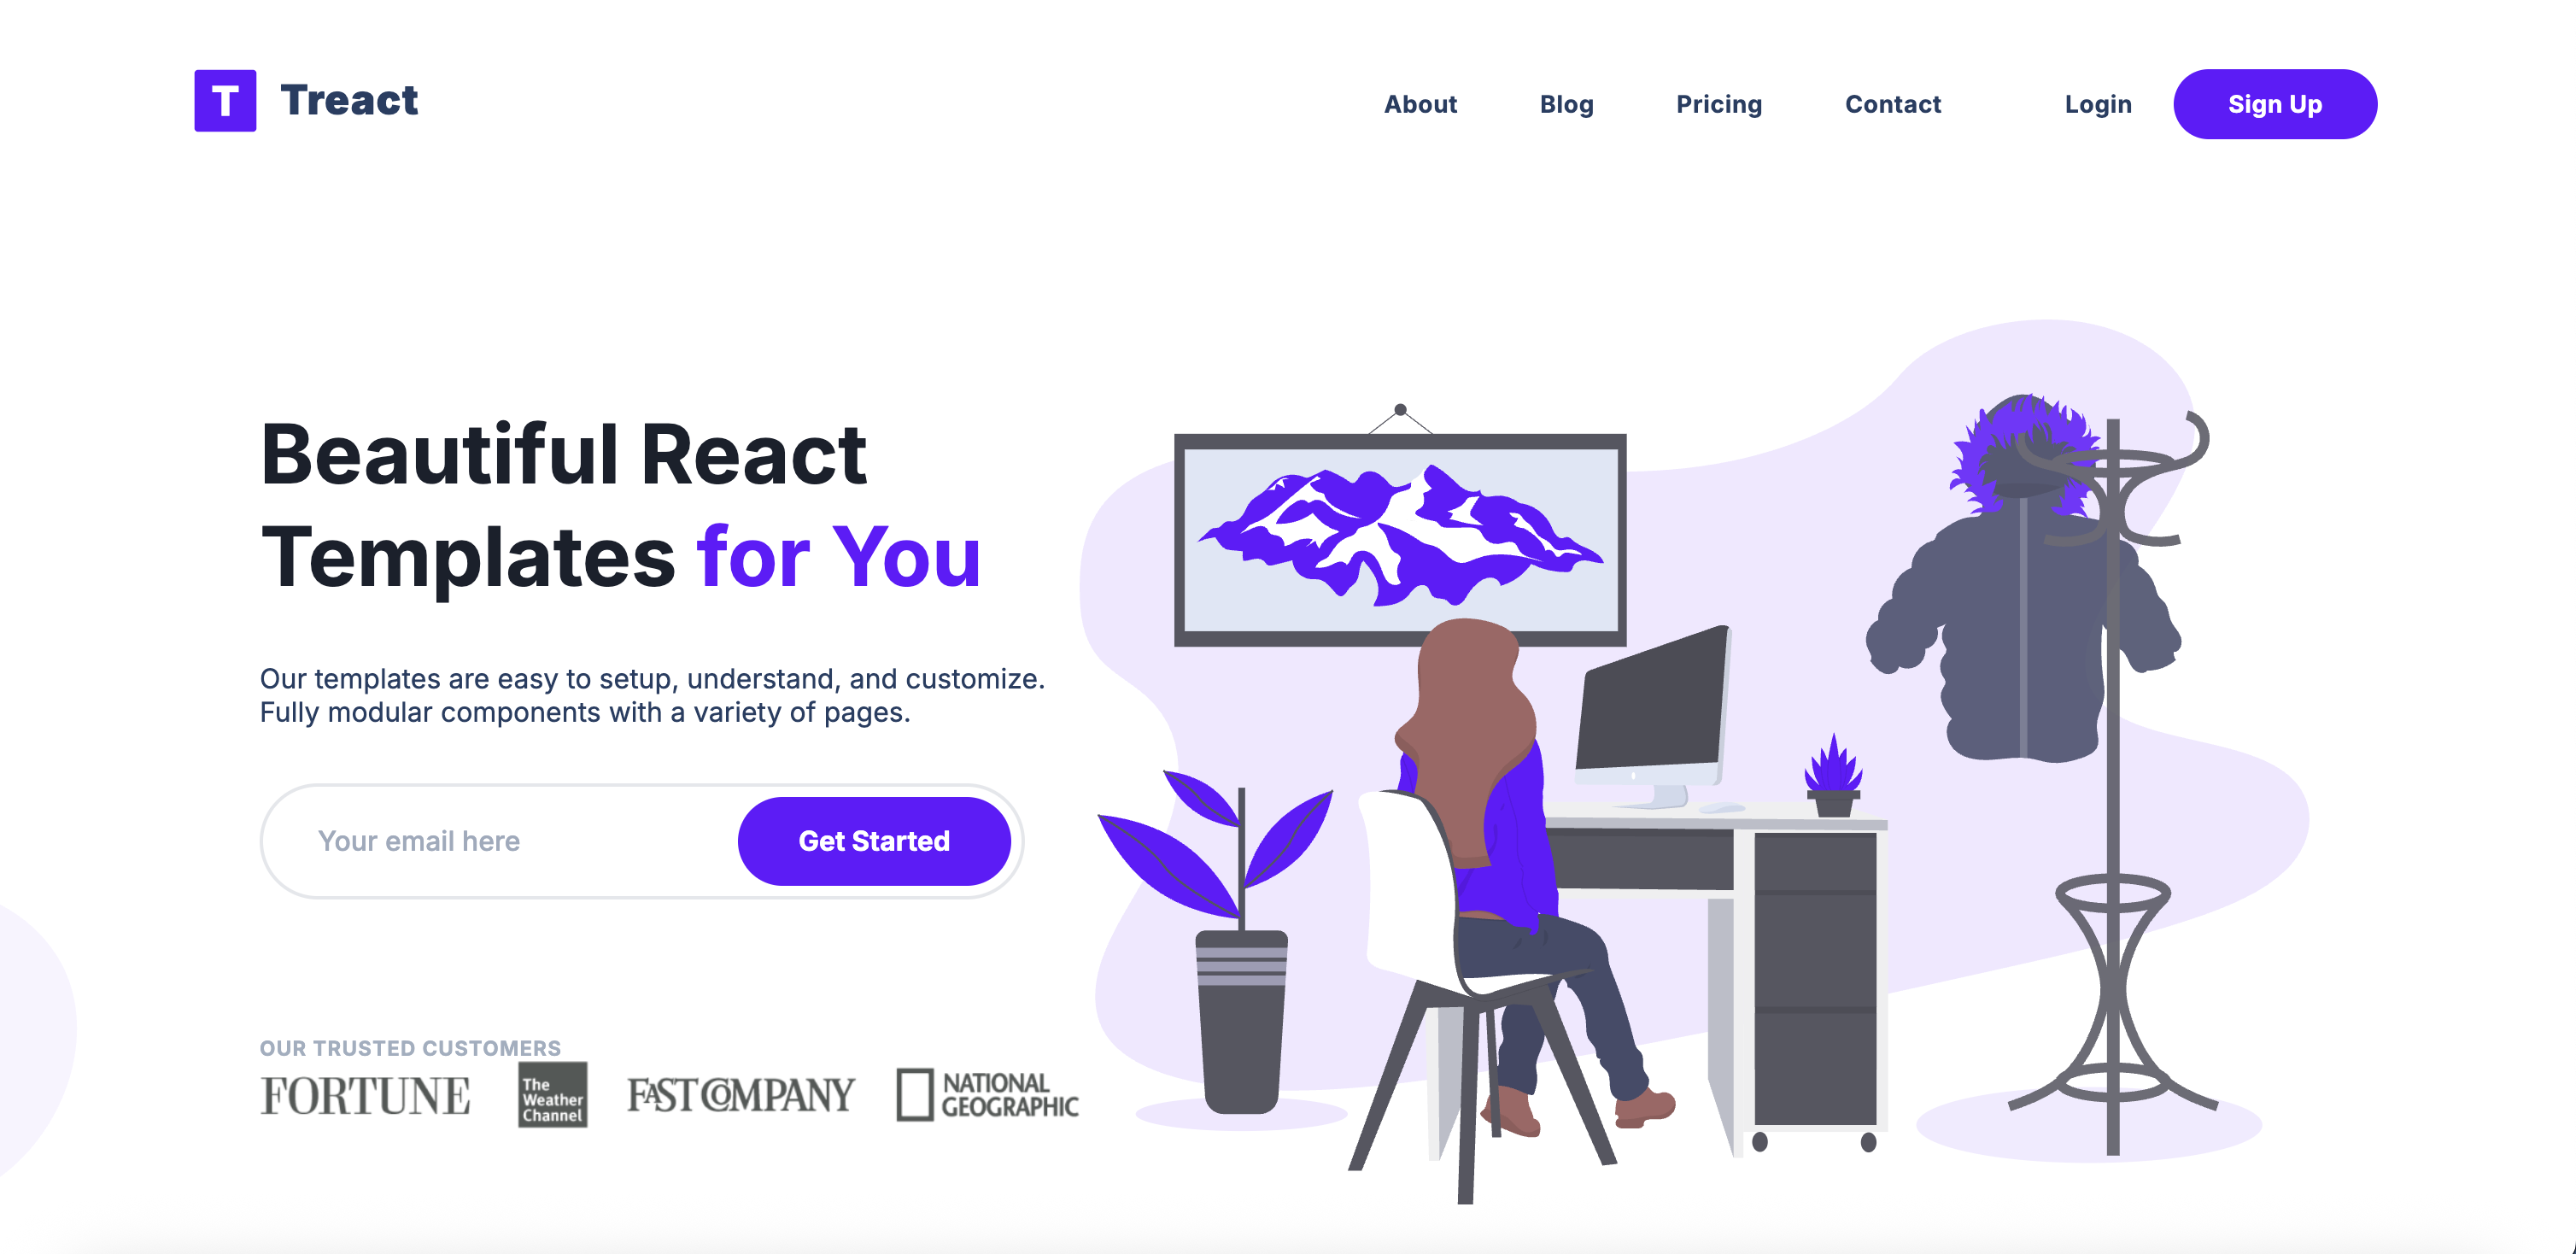 T Treact
About Blog Pricing Contact Login Sign Up
Beautiful React
Templates for You
Our templates are easy to setup, understand, and customize.
Fully modular components with a variety of pages.
Your email here
Get Started
OUR TRUSTED CUSTOMERS
FORTUNE
The
Weather
Channel
FAST COMPANY
NATIONAL
GEOGRAPHIC